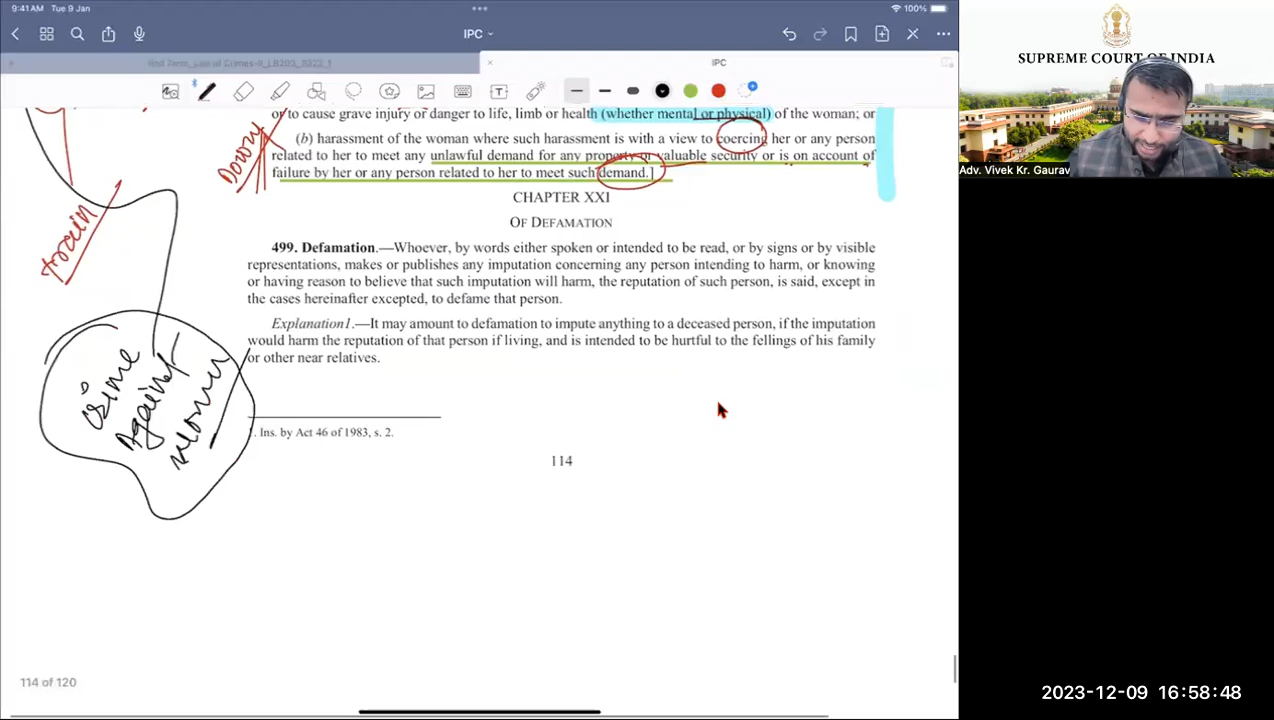 9:41 AM Tue 9 Jan
100%
IPC
IPC
SUPREME COURT OF INDIA
or to cause grave injury of danger to life, limb or health (whether mental or physical) of the woman; or
(b) harassment of the woman where such harassment is with a view to coercing her or any person
related to her to meet any unlawful demand for any property or valuable security or is on account of
failure by her or any person related to her to meet such demand.]
Dowry
Adv. Vivek Kr. Gaurav
CHAPTER XXI
OF DEFAMATION
499. Defamation.—Whoever, by words either spoken or intended to be read, or by signs or by visible
representations, makes or publishes any imputation concerning any person intending to harm, or knowing
or having reason to believe that such imputation will harm, the reputation of such person, is said, except in
the cases hereinafter excepted, to defame that person.
Explanation1.—It may amount to defamation to impute anything to a deceased person, if the imputation
would harm the reputation of that person if living, and is intended to be hurtful to the fellings of his family
or other near relatives.
crime
Against
women
. Ins. by Act 46 of 1983, s. 2.
114
114 of 120
2023-12-09 16:58:48